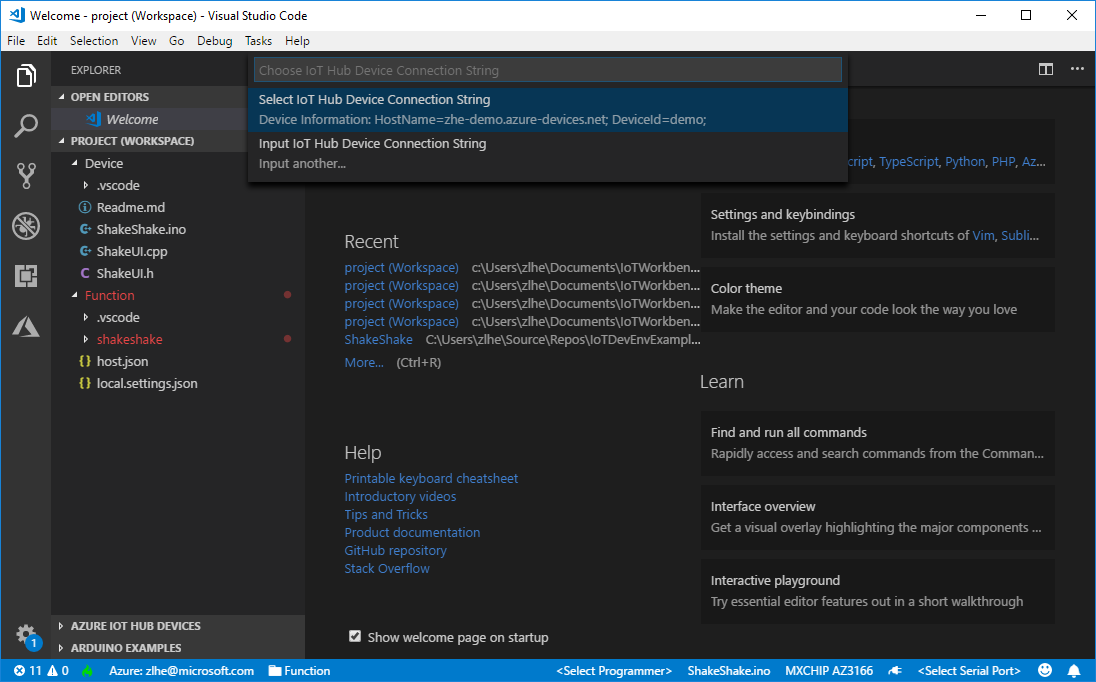 Welcome - project (Workspace) - Visual Studio Code
File Edit Selection View Go Debug Tasks Help
EXPLORER
OPEN EDITORS
Welcome
PROJECT (WORKSPACE)
Device
.vscode
Readme.md
ShakeShake.ino
ShakeUI.cpp
C ShakeUI.h
Function
.vscode
shakeshake
{} host.json
{} local.settings.json
AZURE IOT HUB DEVICES
ARDUINO EXAMPLES
Choose IoT Hub Device Connection String
Select IoT Hub Device Connection String
Device Information: HostName=zhe-demo.azure-devices.net; DeviceId=demo;
Input IoT Hub Device Connection String
Input another...
Recent
project (Workspace) c:\Users\zlhe\Documents\IoTWorkben...
project (Workspace) c:\Users\zlhe\Documents\IoTWorkben...
project (Workspace) c:\Users\zlhe\Documents\IoTWorkben...
project (Workspace) c:\Users\zlhe\Documents\IoTWorkben...
ShakeShake C:\Users\zlhe\Source\Repos\IoTDevEnvExampl...
More... (Ctrl+R)
Help
Printable keyboard cheatsheet
Introductory videos
Tips and Tricks
Product documentation
GitHub repository
Stack Overflow
Show welcome page on startup
cript, TypeScript, Python, PHP, Az...
Settings and keybindings
Install the settings and keyboard shortcuts of Vim, Subli...
Color theme
Make the editor and your code look the way you love
Learn
Find and run all commands
Rapidly access and search commands from the Comman...
Interface overview
Get a visual overlay highlighting the major components ...
Interactive playground
Try essential editor features out in a short walkthrough
1
11 0 Azure: zlhe@microsoft.com Function <Select Programmer> ShakeShake.ino MXCHIP AZ3166 <Select Serial Port>